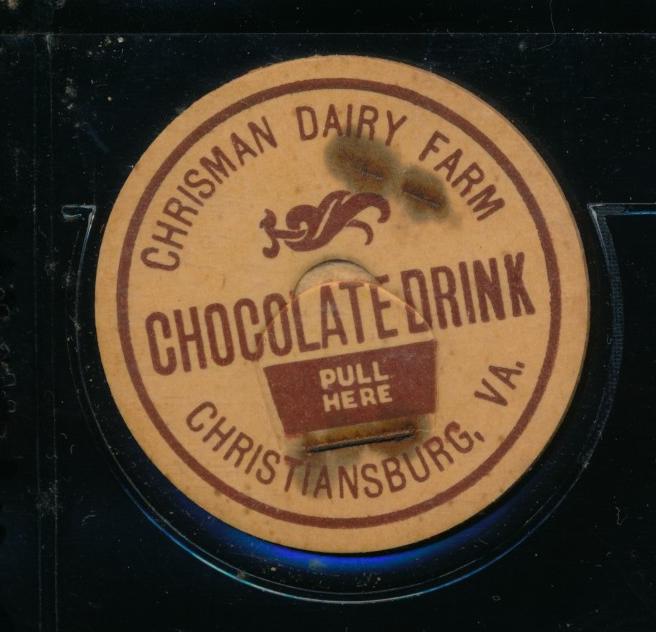 CHRISMAN DAIRY FARM
CHOCOLATE DRINK
PULL
HERE
CHRISTIANSBURG, VA.